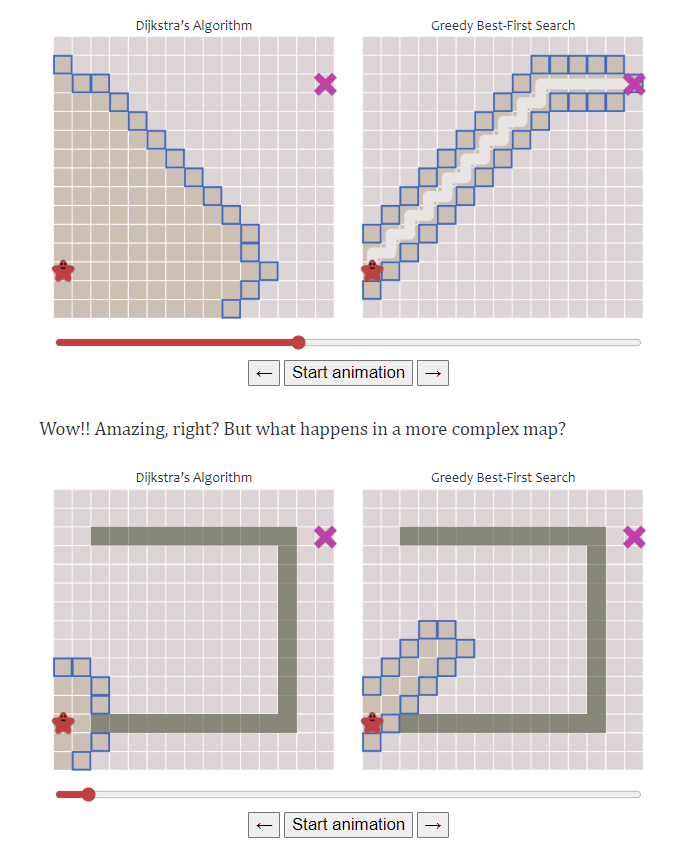 Dijkstra's Algorithm
Greedy Best-First Search
← Start animation →
Wow!! Amazing, right? But what happens in a more complex map?
Dijkstra's Algorithm
Greedy Best-First Search
← Start animation →